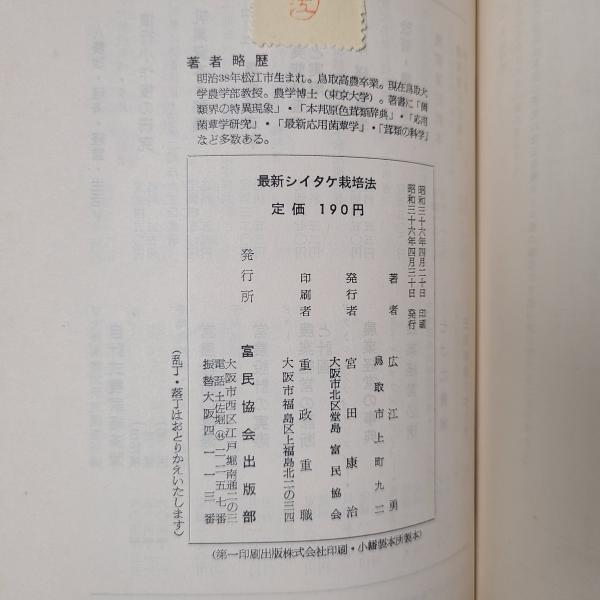 著者略歴
明治38年松江市生まれ。鳥取高農卒業。現在鳥取大
学農学部教授。農学博士（東京大学）。著書に「菌
類界の特異現象」・「本邦原色茸類辞典」・「応用
菌蕈学研究」・「最新応用菌蕈学」・「茸類の科学」
など多数ある。
最新シイタケ栽培法
定価 190円
昭和三十六年四月二十日 印刷
昭和三十六年四月三十日 発行
著者 広江勇
鳥取市上町九二
発行者 宮田康治
大阪市北区堂島 富民協会
印刷者 重政重職
大阪市福島区上福島北二の三四
発行所 富民協会出版部
大阪市西区江戸堀南通二の三
電話土佐堀㊹二二五七番
振替大阪四一一三番
（乱丁・落丁はおとりかえいたします）
（第一印刷出版株式会社印刷・小幡製本所製本）